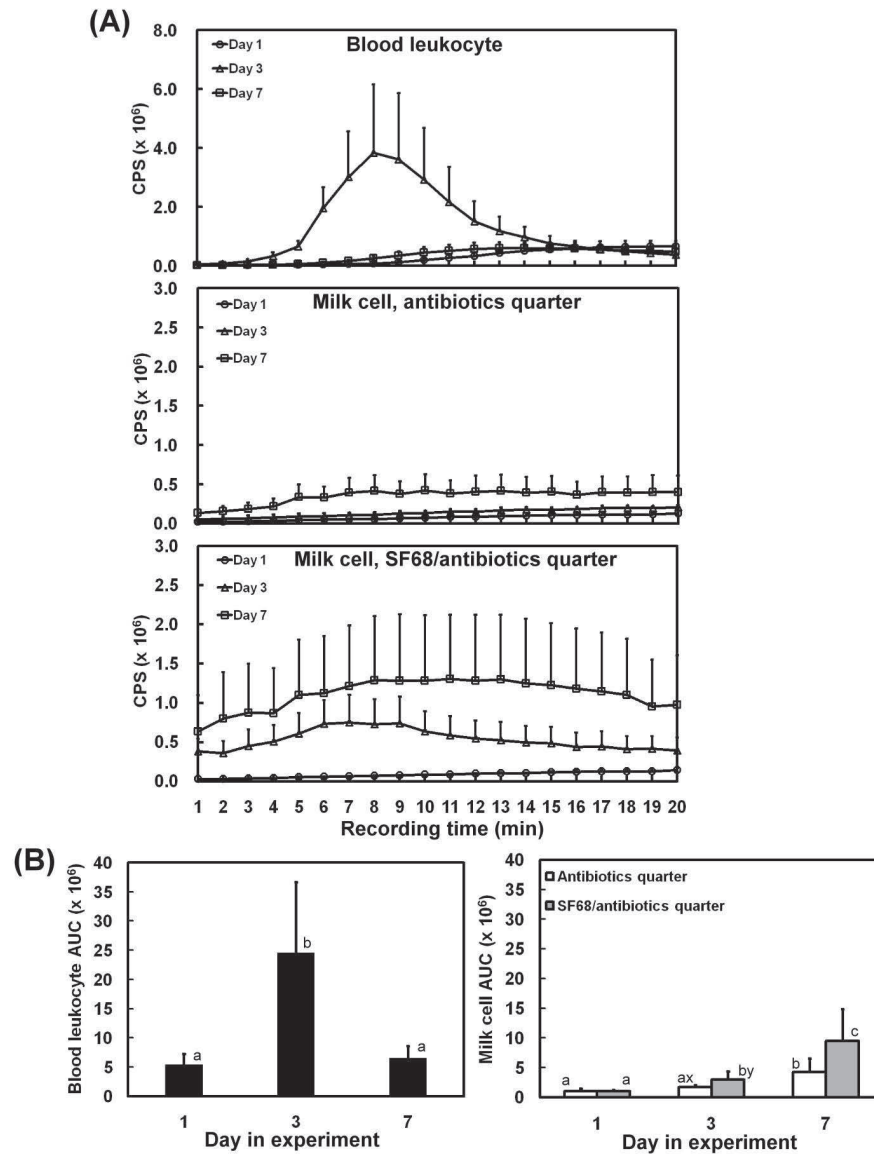 (A)
Blood leukocyte
Day 1
Day 3
Day 7
8.0
6.0
4.0
2.0
0.0
CPS (x 10⁶)
Milk cell, antibiotics quarter
Day 1
Day 3
Day 7
3.0
2.5
2.0
1.5
1.0
0.5
0.0
CPS (x 10⁶)
Milk cell, SF68/antibiotics quarter
Day 1
Day 3
Day 7
3.0
2.5
2.0
1.5
1.0
0.5
0.0
CPS (x 10⁶)
1 2 3 4 5 6 7 8 9 10 11 12 13 14 15 16 17 18 19 20
Recording time (min)
(B)
40
35
30
25
20
15
10
5
0
Blood leukocyte AUC (x 10⁶)
a b a
1 3 7
Day in experiment
40
35
30
25
20
15
10
5
0
Milk cell AUC (x 10⁶)
Antibiotics quarter
SF68/antibiotics quarter
a a ax by b c
1 3 7
Day in experiment